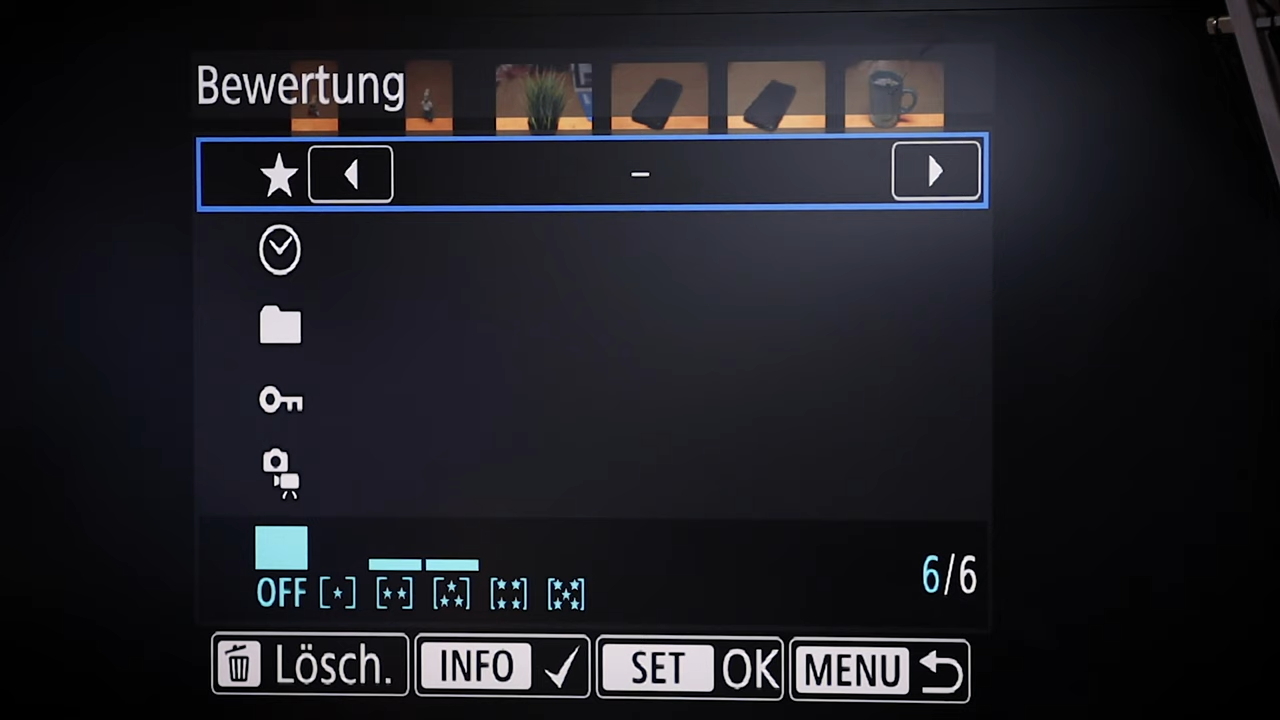 Bewertung
–
6/6
OFF
Lösch. INFO SET OK MENU